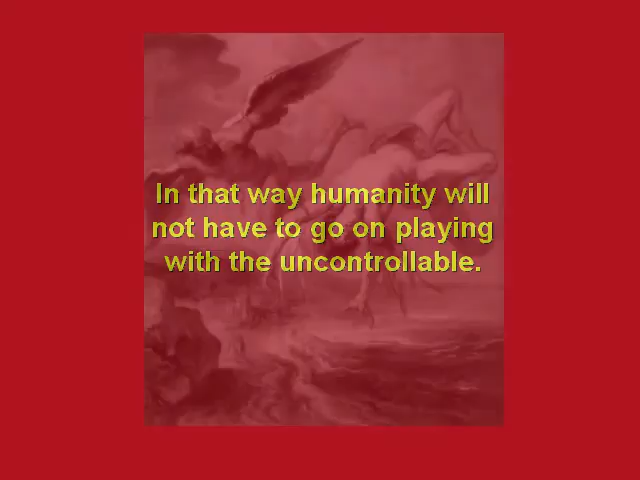 In that way humanity will
not have to go on playing
with the uncontrollable.